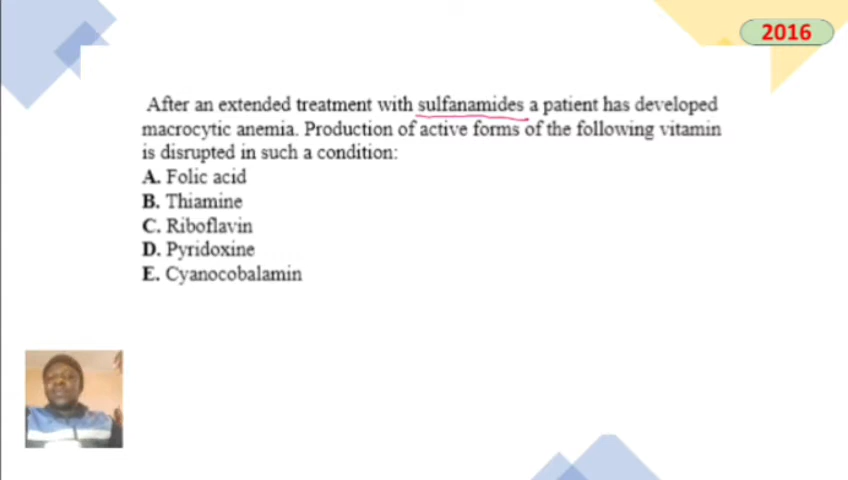 2016
After an extended treatment with sulfanamides a patient has developed
macrocytic anemia. Production of active forms of the following vitamin
is disrupted in such a condition:
A. Folic acid
B. Thiamine
C. Riboflavin
D. Pyridoxine
E. Cyanocobalamin